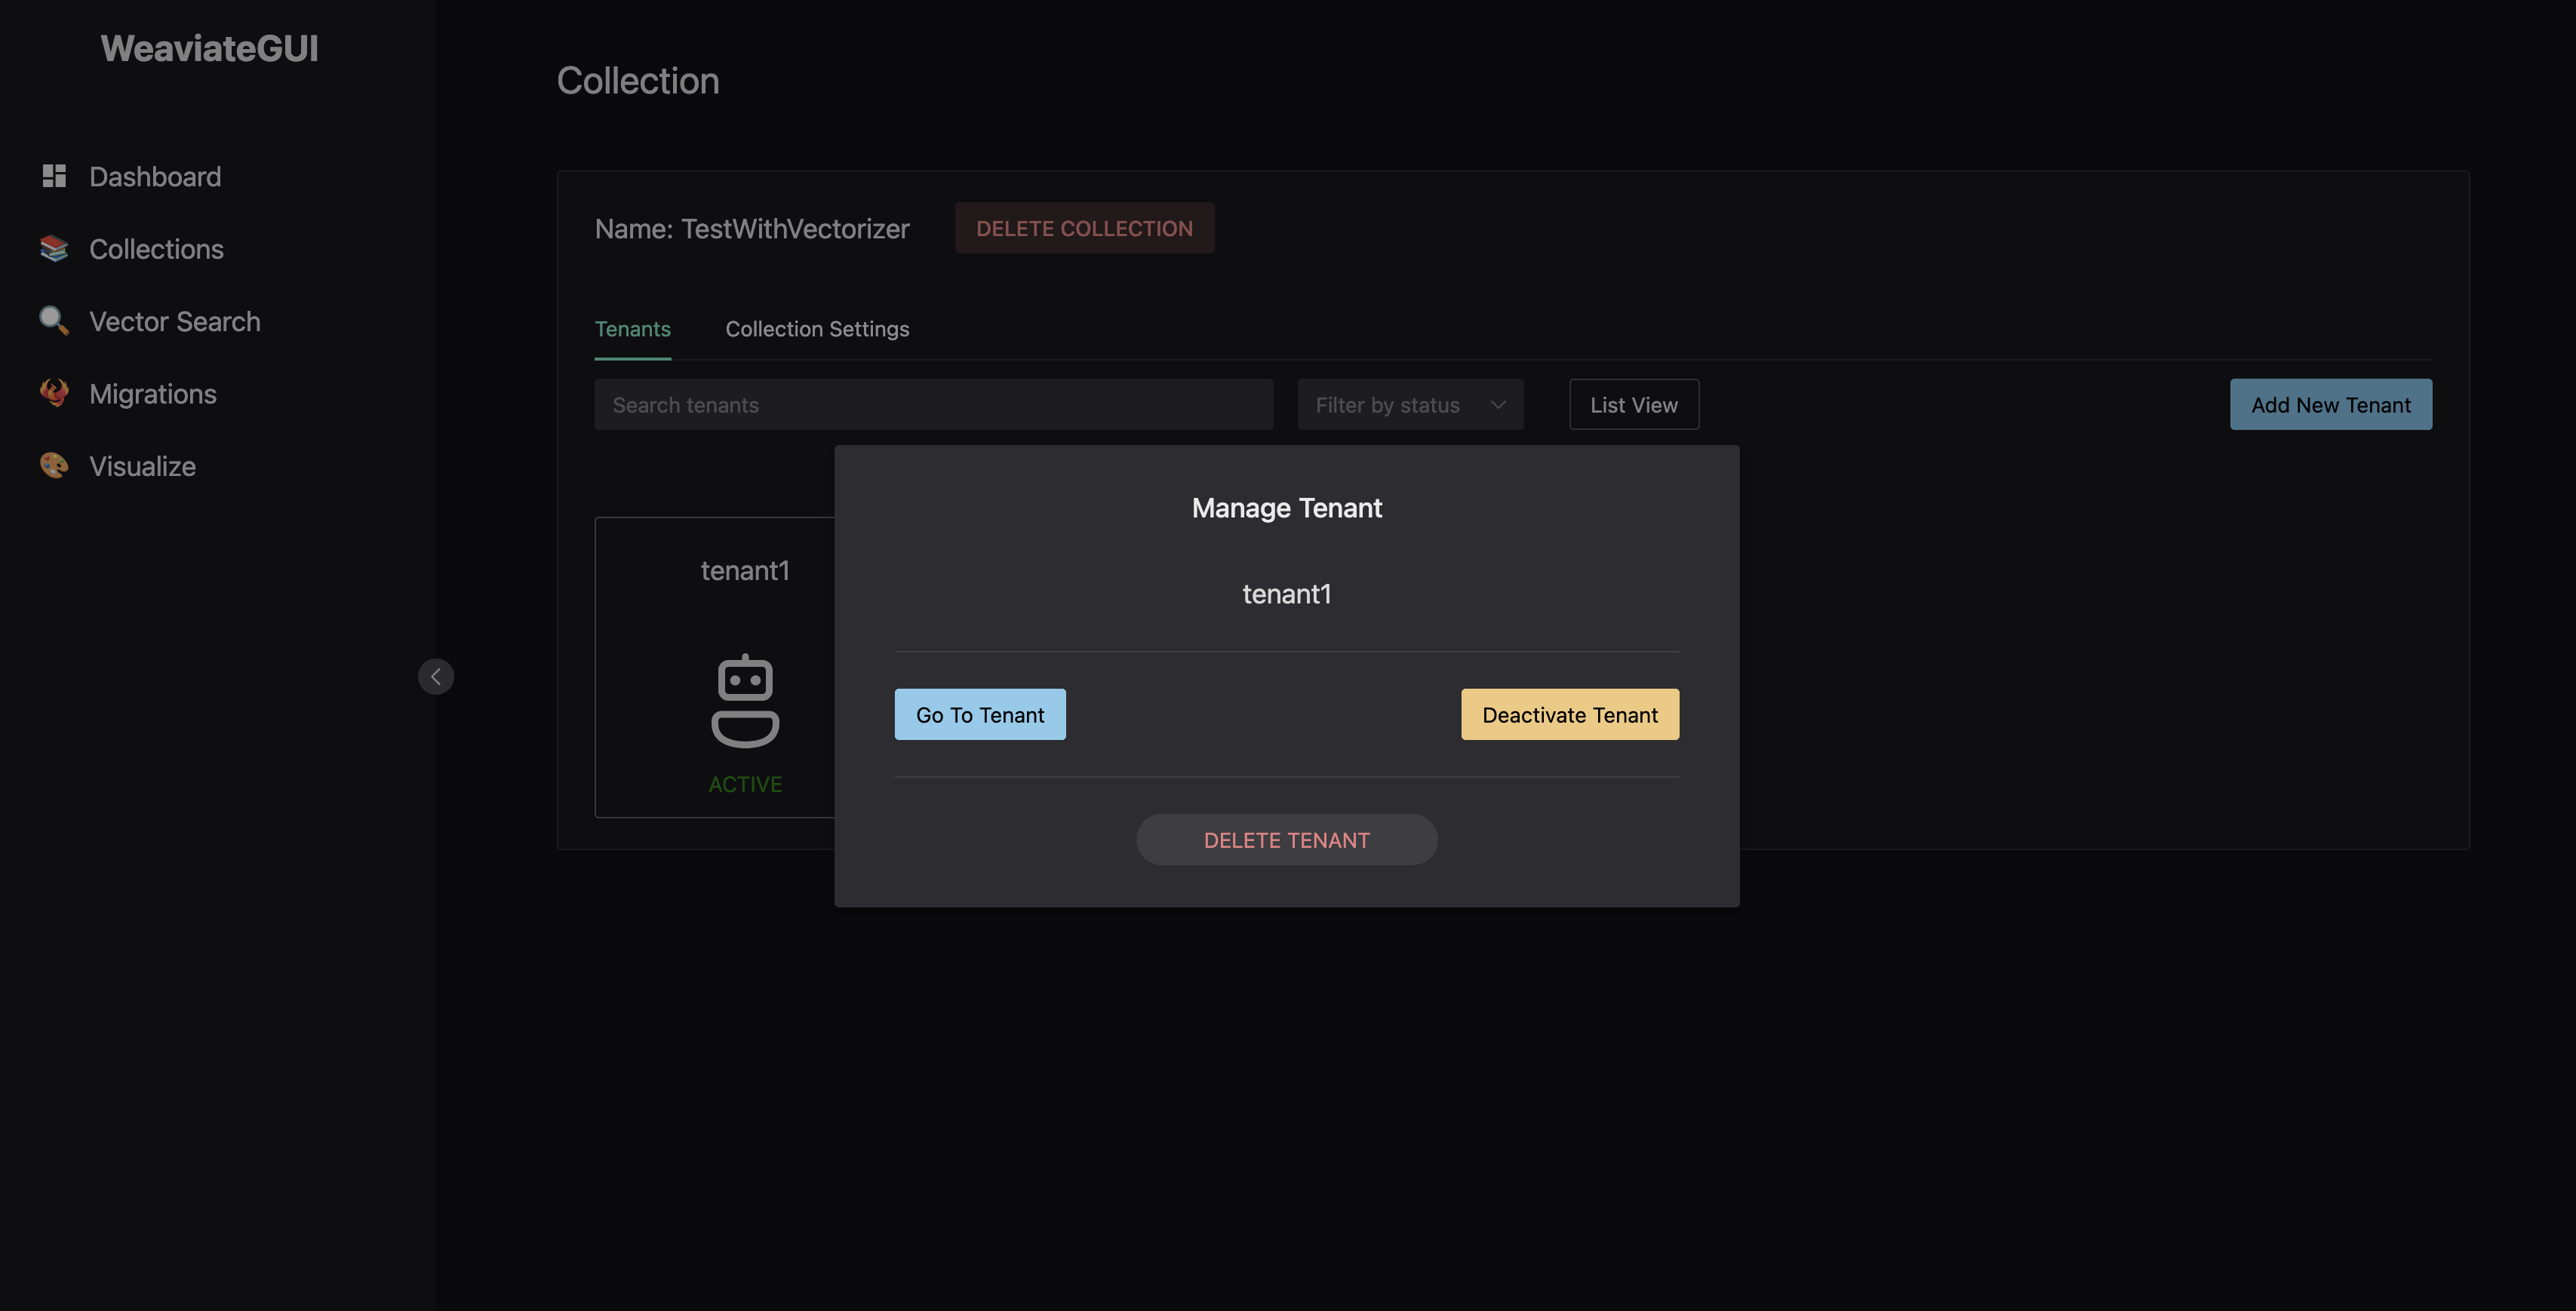 WeaviateGUI
Dashboard
Collections
Vector Search
Migrations
Visualize
Collection
Name: TestWithVectorizer
DELETE COLLECTION
Tenants
Collection Settings
Search tenants
Filter by status
List View
Add New Tenant
tenant1
ACTIVE
Manage Tenant
tenant1
Go To Tenant
Deactivate Tenant
DELETE TENANT